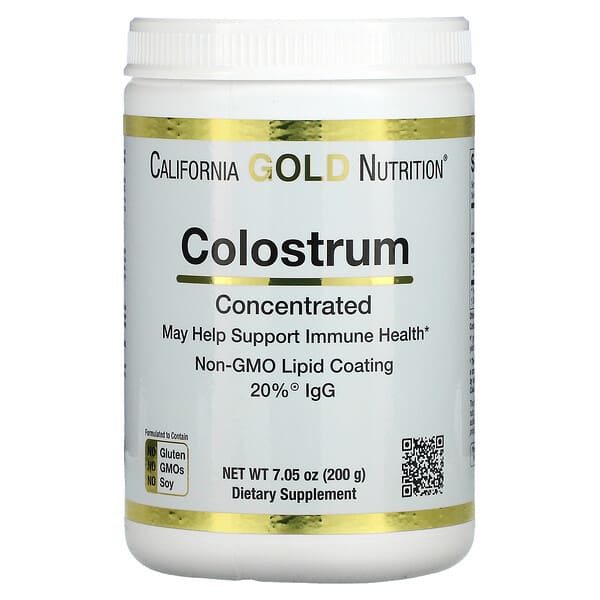 CALIFORNIA GOLD NUTRITION®
Colostrum
Concentrated
May Help Support Immune Health*
Non-GMO Lipid Coating
20%⊙ IgG
Formulated to Contain
NO Gluten
NO GMOs
NO Soy
NET WT 7.05 oz (200 g)
Dietary Supplement